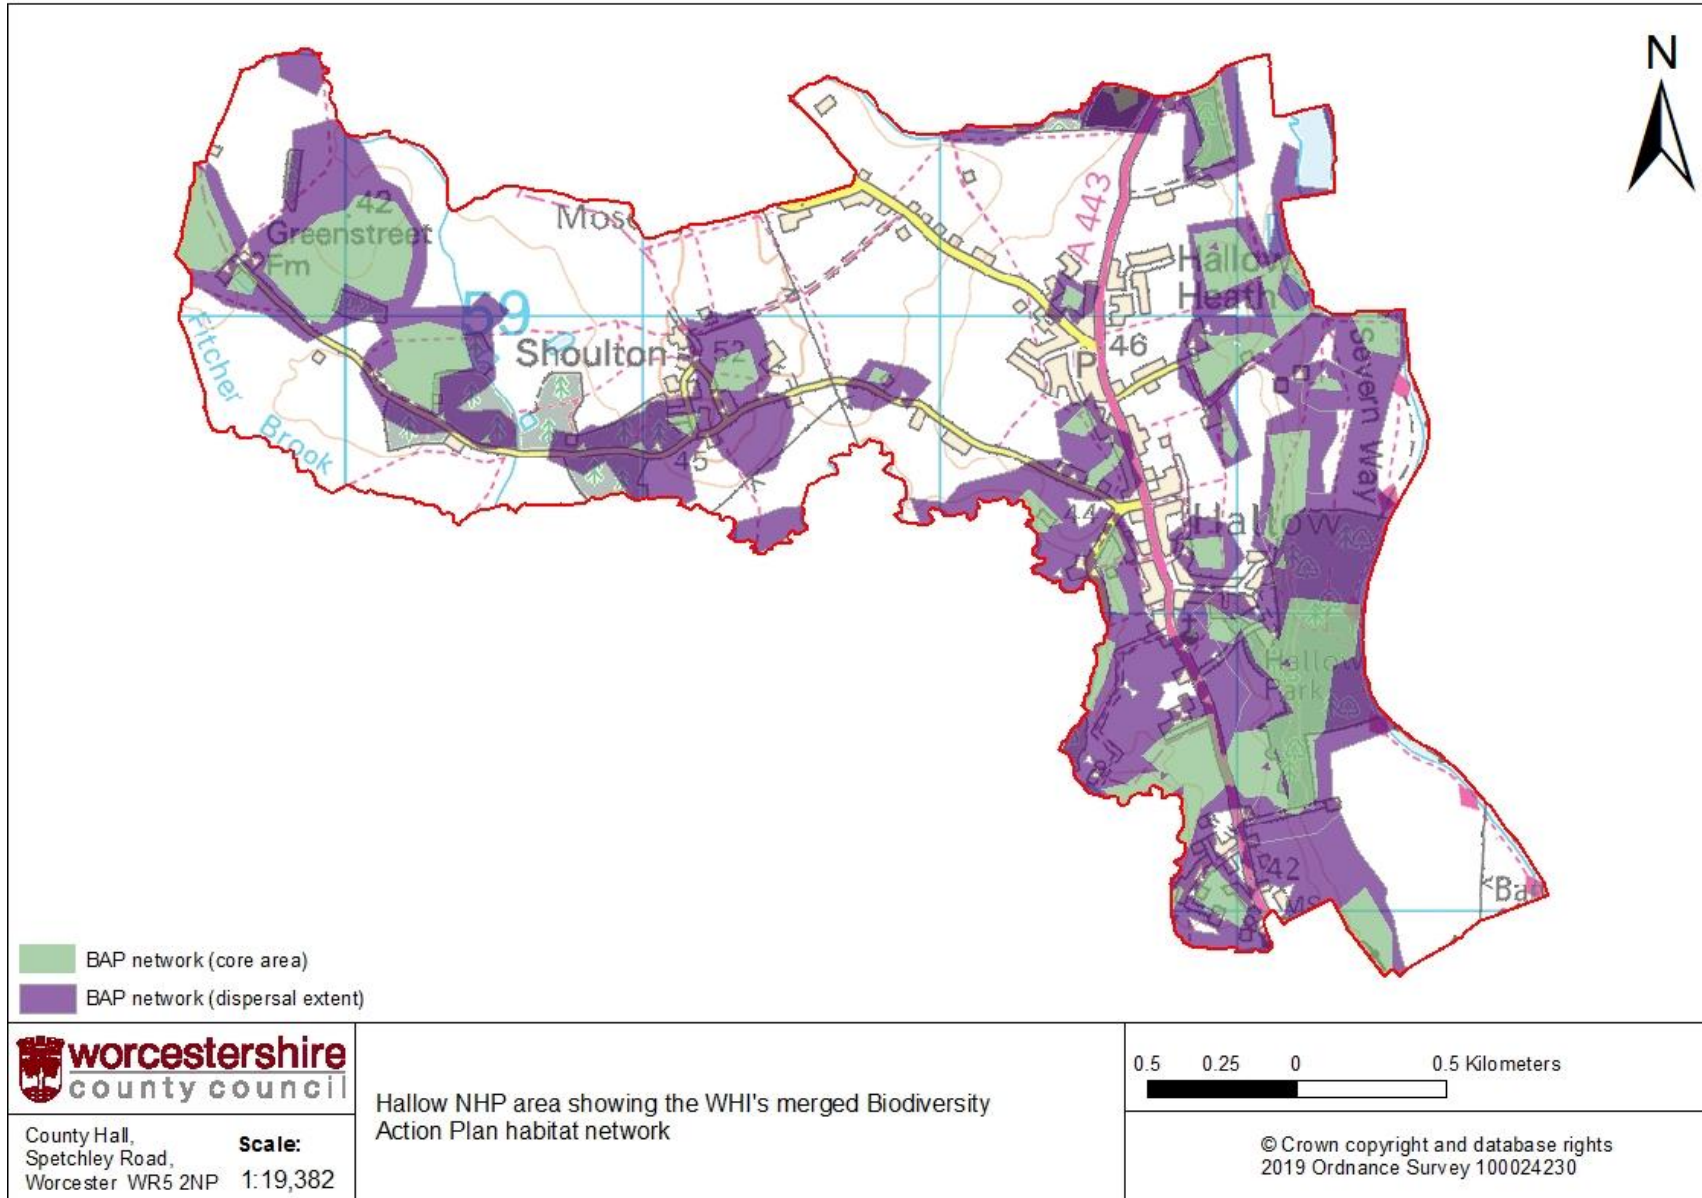 N
42
Greenstreet
Fm
Mose
59
Fitcher
Brook
Shoulton
52
45
A 443
Hallow
Heath
46
P
Severn Way
44
Hallow
Hallow
Park
42
MS
Ba
BAP network (core area)
BAP network (dispersal extent)
worcestershire
county council
County Hall,
Spetchley Road,
Worcester WR5 2NP
Scale:
1:19,382
Hallow NHP area showing the WHI's merged Biodiversity
Action Plan habitat network
0.5 0.25 0 0.5 Kilometers
© Crown copyright and database rights
2019 Ordnance Survey 100024230